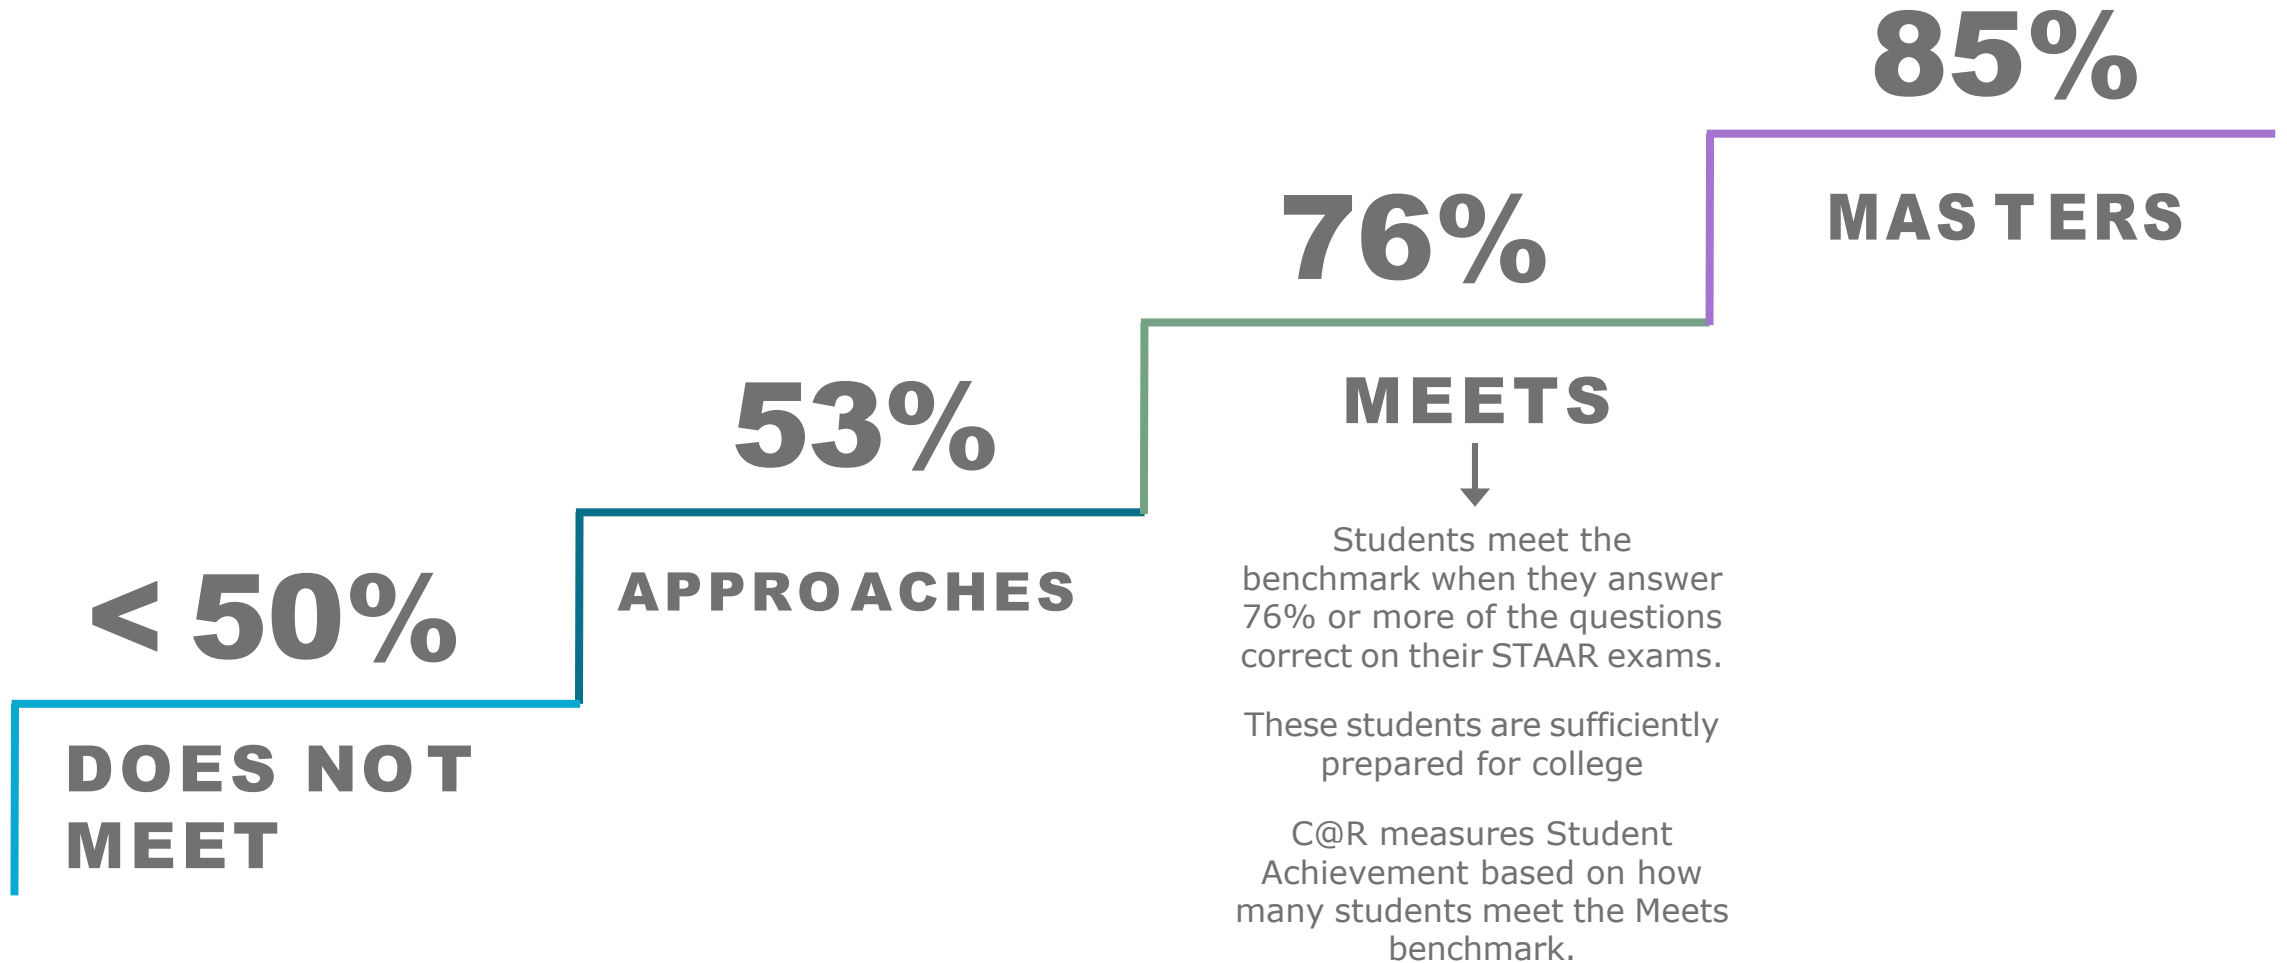 < 50%
DOES NOT
MEET
53%
APPROACHES
76%
MEETS
Students meet the
benchmark when they answer
76% or more of the questions
correct on their STAAR exams.
These students are sufficiently
prepared for college
C@R measures Student
Achievement based on how
many students meet the Meets
benchmark.
85%
MASTERS